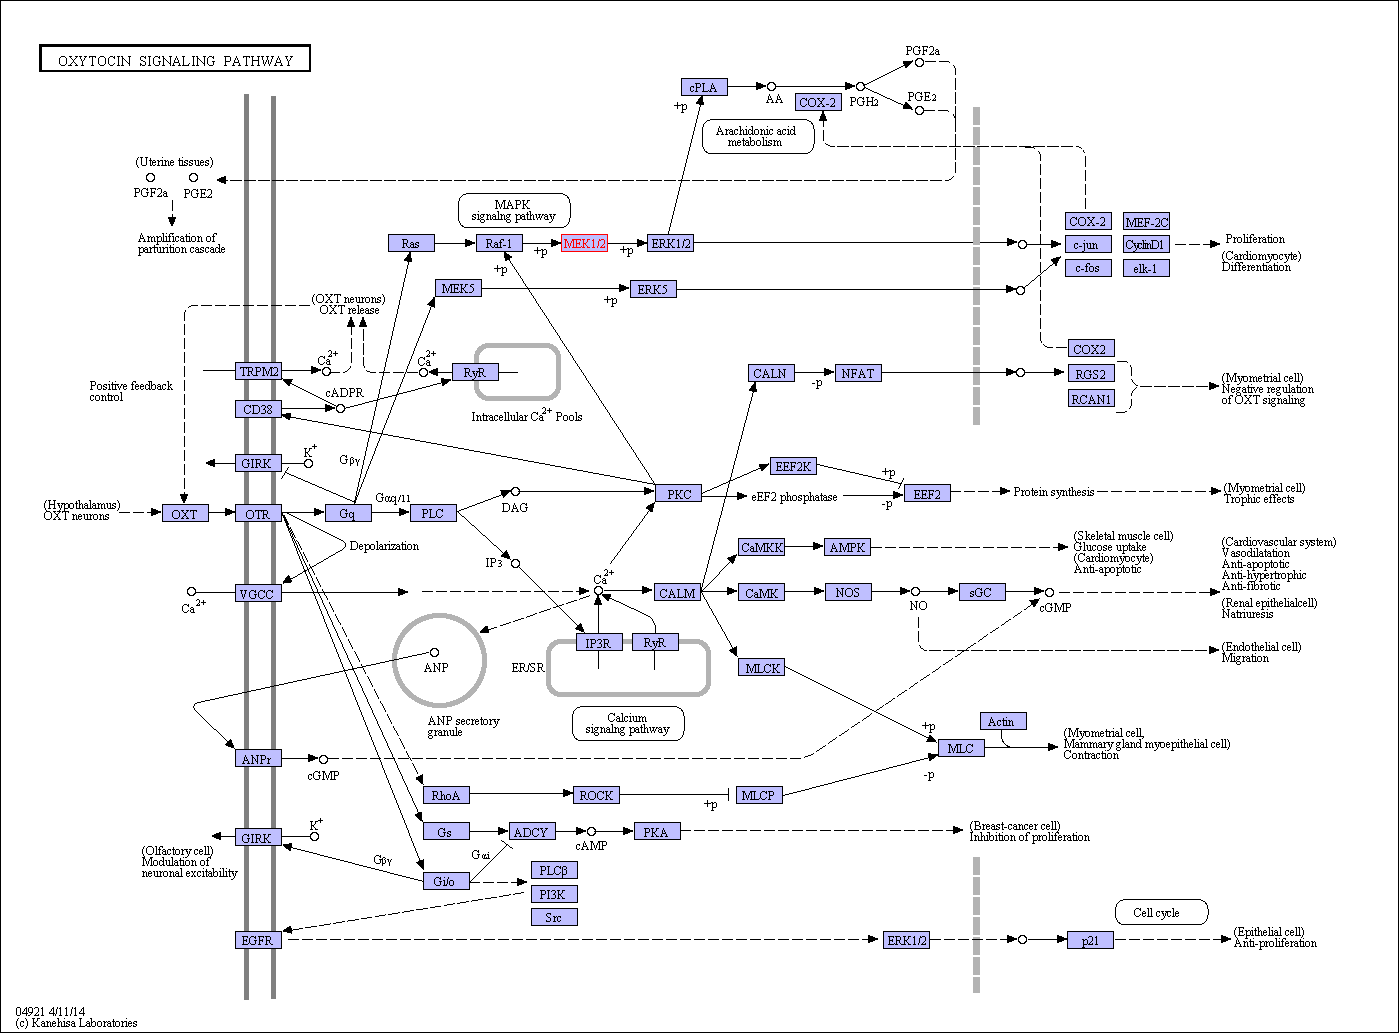 OXYTOCIN SIGNALING PATHWAY
PGF2a
cPLA
+p
AA
COX-2
PGH2
PGE2
Arachidonic acid
metabolism
(Uterine tissues)
PGF2a
PGE2
Amplification of
parturition cascade
MAPK
signalng pathway
COX-2
MEF-2C
Ras
Raf-1
+p
MEK1/2
+p
ERK1/2
c-jun
CyclinD1
Proliferation
(Cardiomyocyte)
Differentiation
+p
c-fos
elk-1
MEK5
+p
ERK5
(OXT neurons)
OXT release
COX2
TRPM2
Ca2+
Ca2+
RyR
CALN
-p
NFAT
RGS2
(Myometrial cell)
Negative regulation
of OXT signaling
Positive feedback
control
cADPR
RCAN1
CD38
Intracellular Ca2+ Pools
GIRK
K+
Gβγ
EEF2K
+p
Gαq/11
PKC
eEF2 phosphatase
-p
EEF2
Protein synthesis
(Myometrial cell)
Trophic effects
(Hypothalamus)
OXT neurons
OXT
OTR
Gq
PLC
DAG
Depolarization
CaMKK
AMPK
(Skeletal muscle cell)
Glucose uptake
(Cardiomyocyte)
Anti-apoptotic
(Cardiovascular system)
Vasodilatation
Anti-apoptotic
Anti-hypertrophic
Anti-fibrotic
(Renal epithelialcell)
Natriuresis
IP3
Ca2+
VGCC
Ca2+
CALM
CaMK
NOS
NO
sGC
cGMP
IP3R
RyR
ANP
ER/SR
MLCK
(Endothelial cell)
Migration
ANP secretory
granule
Calcium
signalng pathway
+p
Actin
MLC
(Myometrial cell,
Mammary gland myoepithelial cell)
Contraction
-p
ANPr
cGMP
RhoA
ROCK
+p
MLCP
GIRK
K+
Gs
ADCY
cAMP
PKA
(Breast-cancer cell)
Inhibition of proliferation
(Olfactory cell)
Modulation of
neuronal excitability
Gβγ
Gαi
Gi/o
PLCβ
PI3K
Src
Cell cycle
EGFR
ERK1/2
p21
(Epithelial cell)
Anti-proliferation
04921 4/11/14
(c) Kanehisa Laboratories